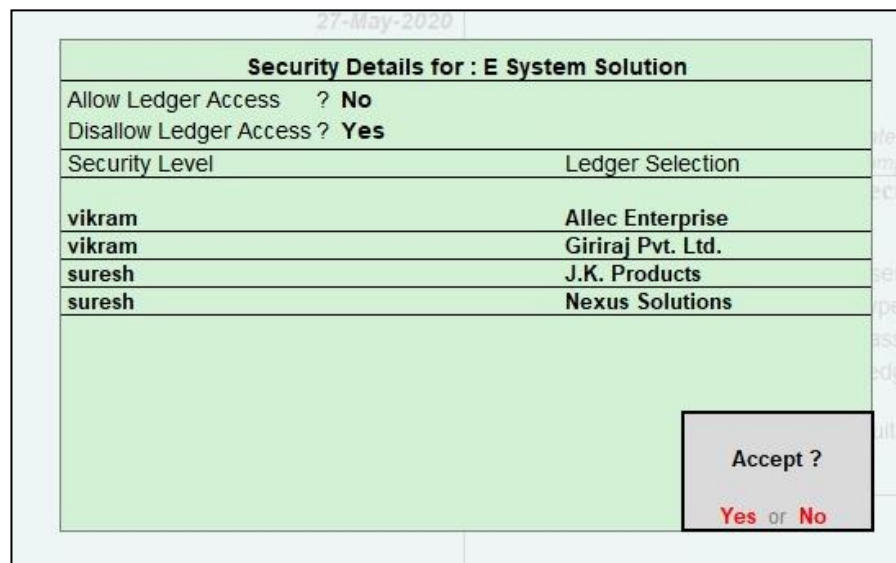 27-May-2020
Security Details for : E System Solution
Allow Ledger Access ? No
Disallow Ledger Access ? Yes
Security Level Ledger Selection
vikram Allec Enterprise
vikram Giriraj Pvt. Ltd.
suresh J.K. Products
suresh Nexus Solutions
Accept ?
Yes or No